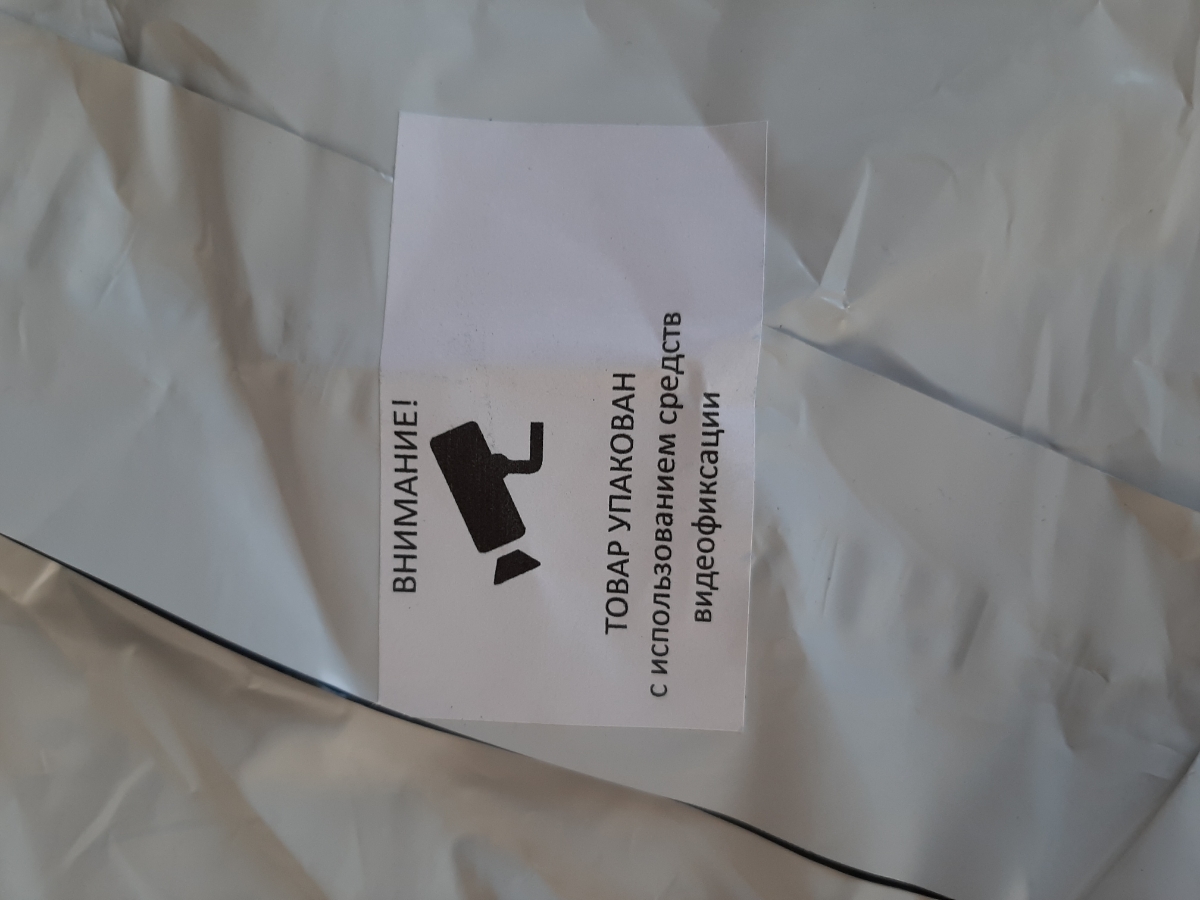 ВНИМАНИЕ!
ТОВАР УПАКОВАН
с использованием средств
видеофиксации